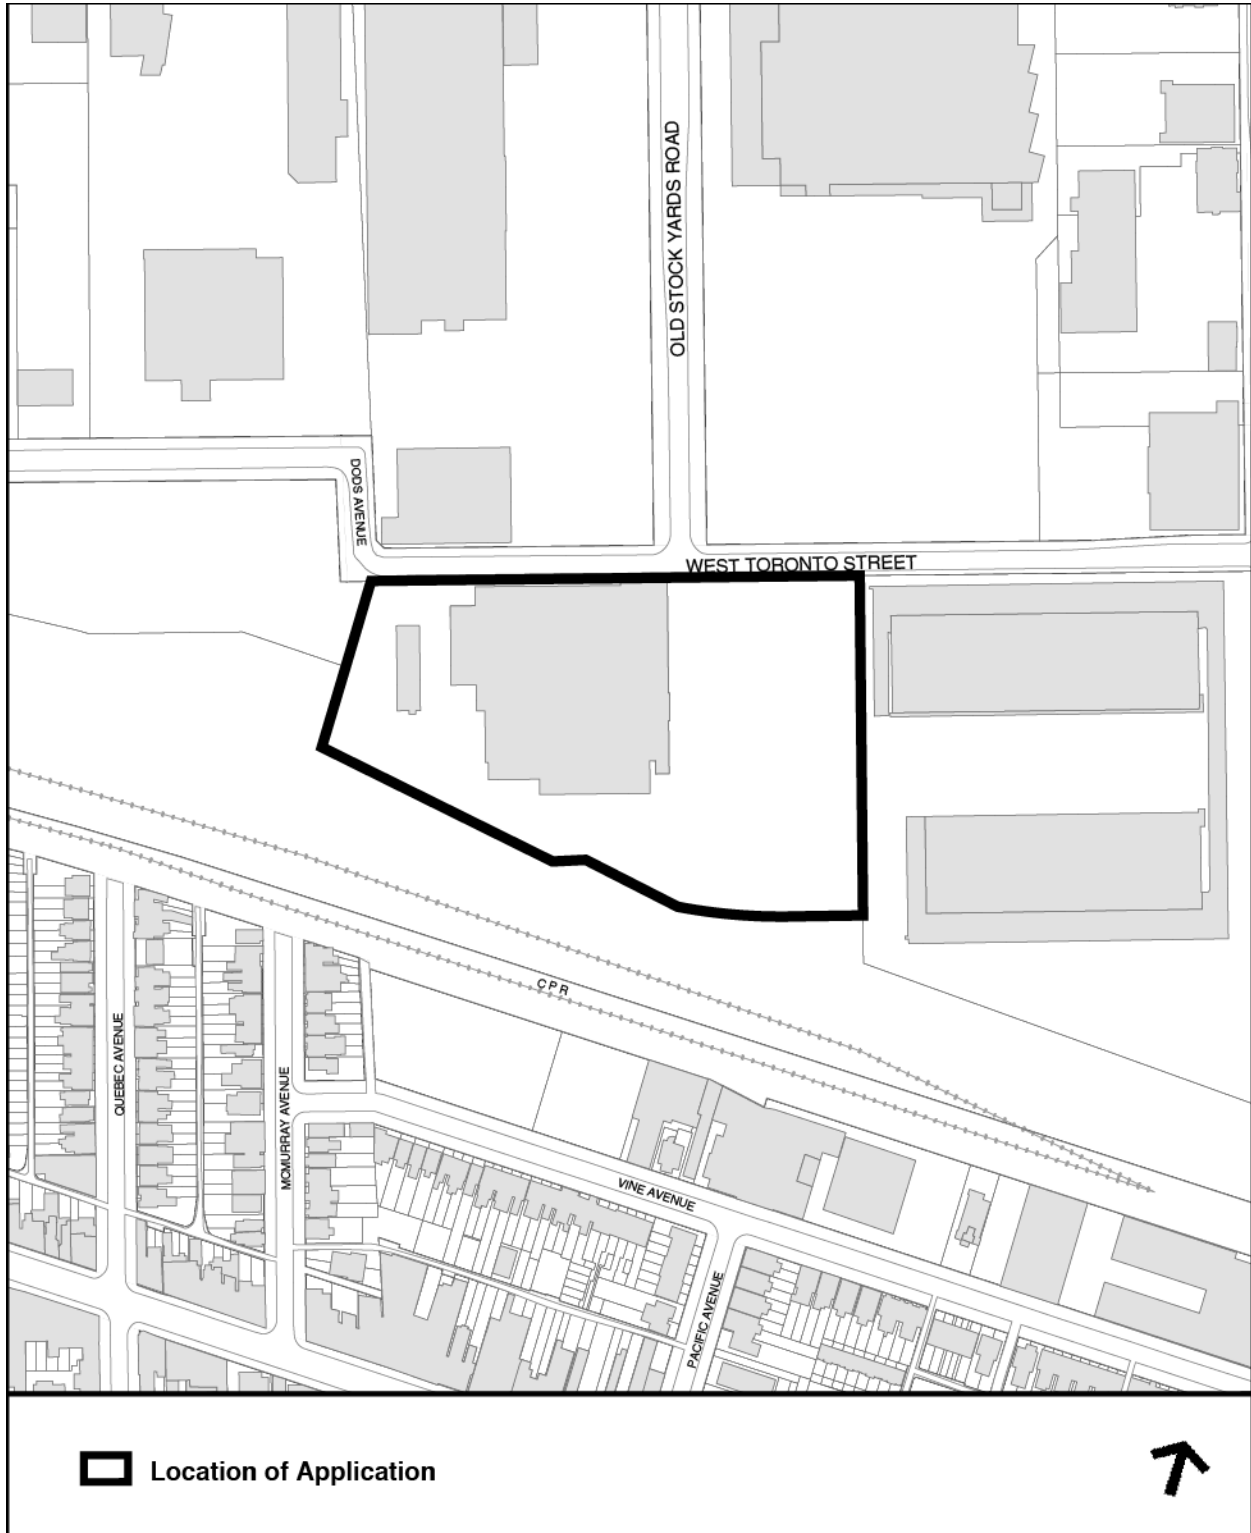 OLD STOCK YARDS ROAD
DODS AVENUE
WEST TORONTO STREET
CPR
QUEBEC AVENUE
MCMURRAY AVENUE
VINE AVENUE
PACIFIC AVENUE
Location of Application